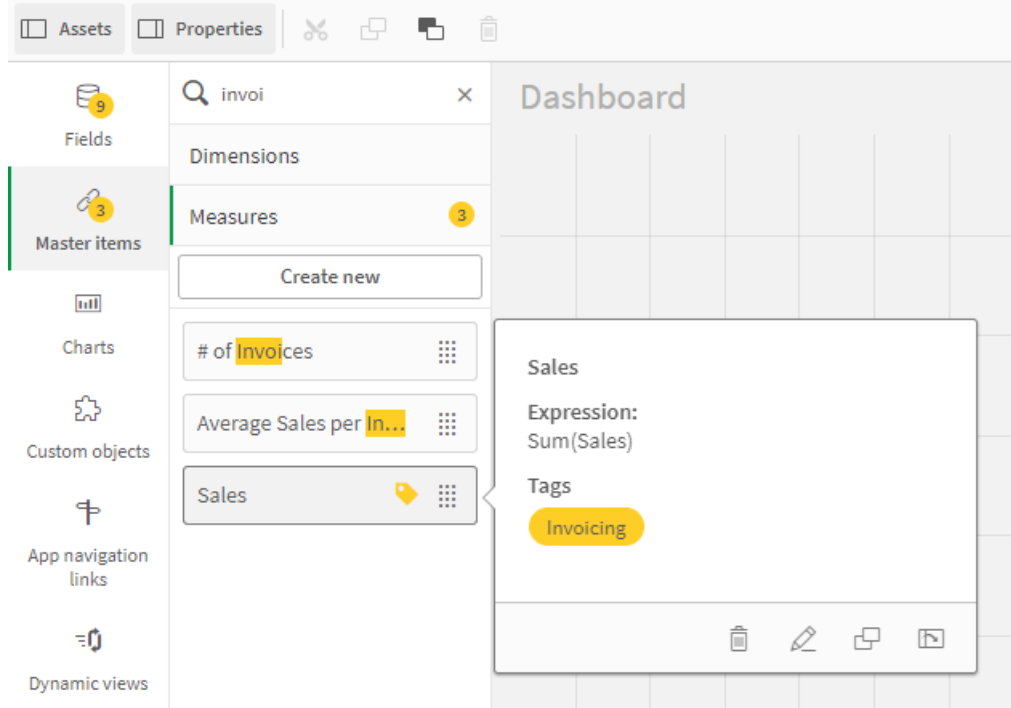 Assets
Properties
9
Fields
3
Master items
Charts
Custom objects
App navigation
links
Dynamic views
invoi
Dimensions
Measures
3
Create new
# of Invoices
Average Sales per In...
Sales
Dashboard
Sales
Expression:
Sum(Sales)
Tags
Invoicing